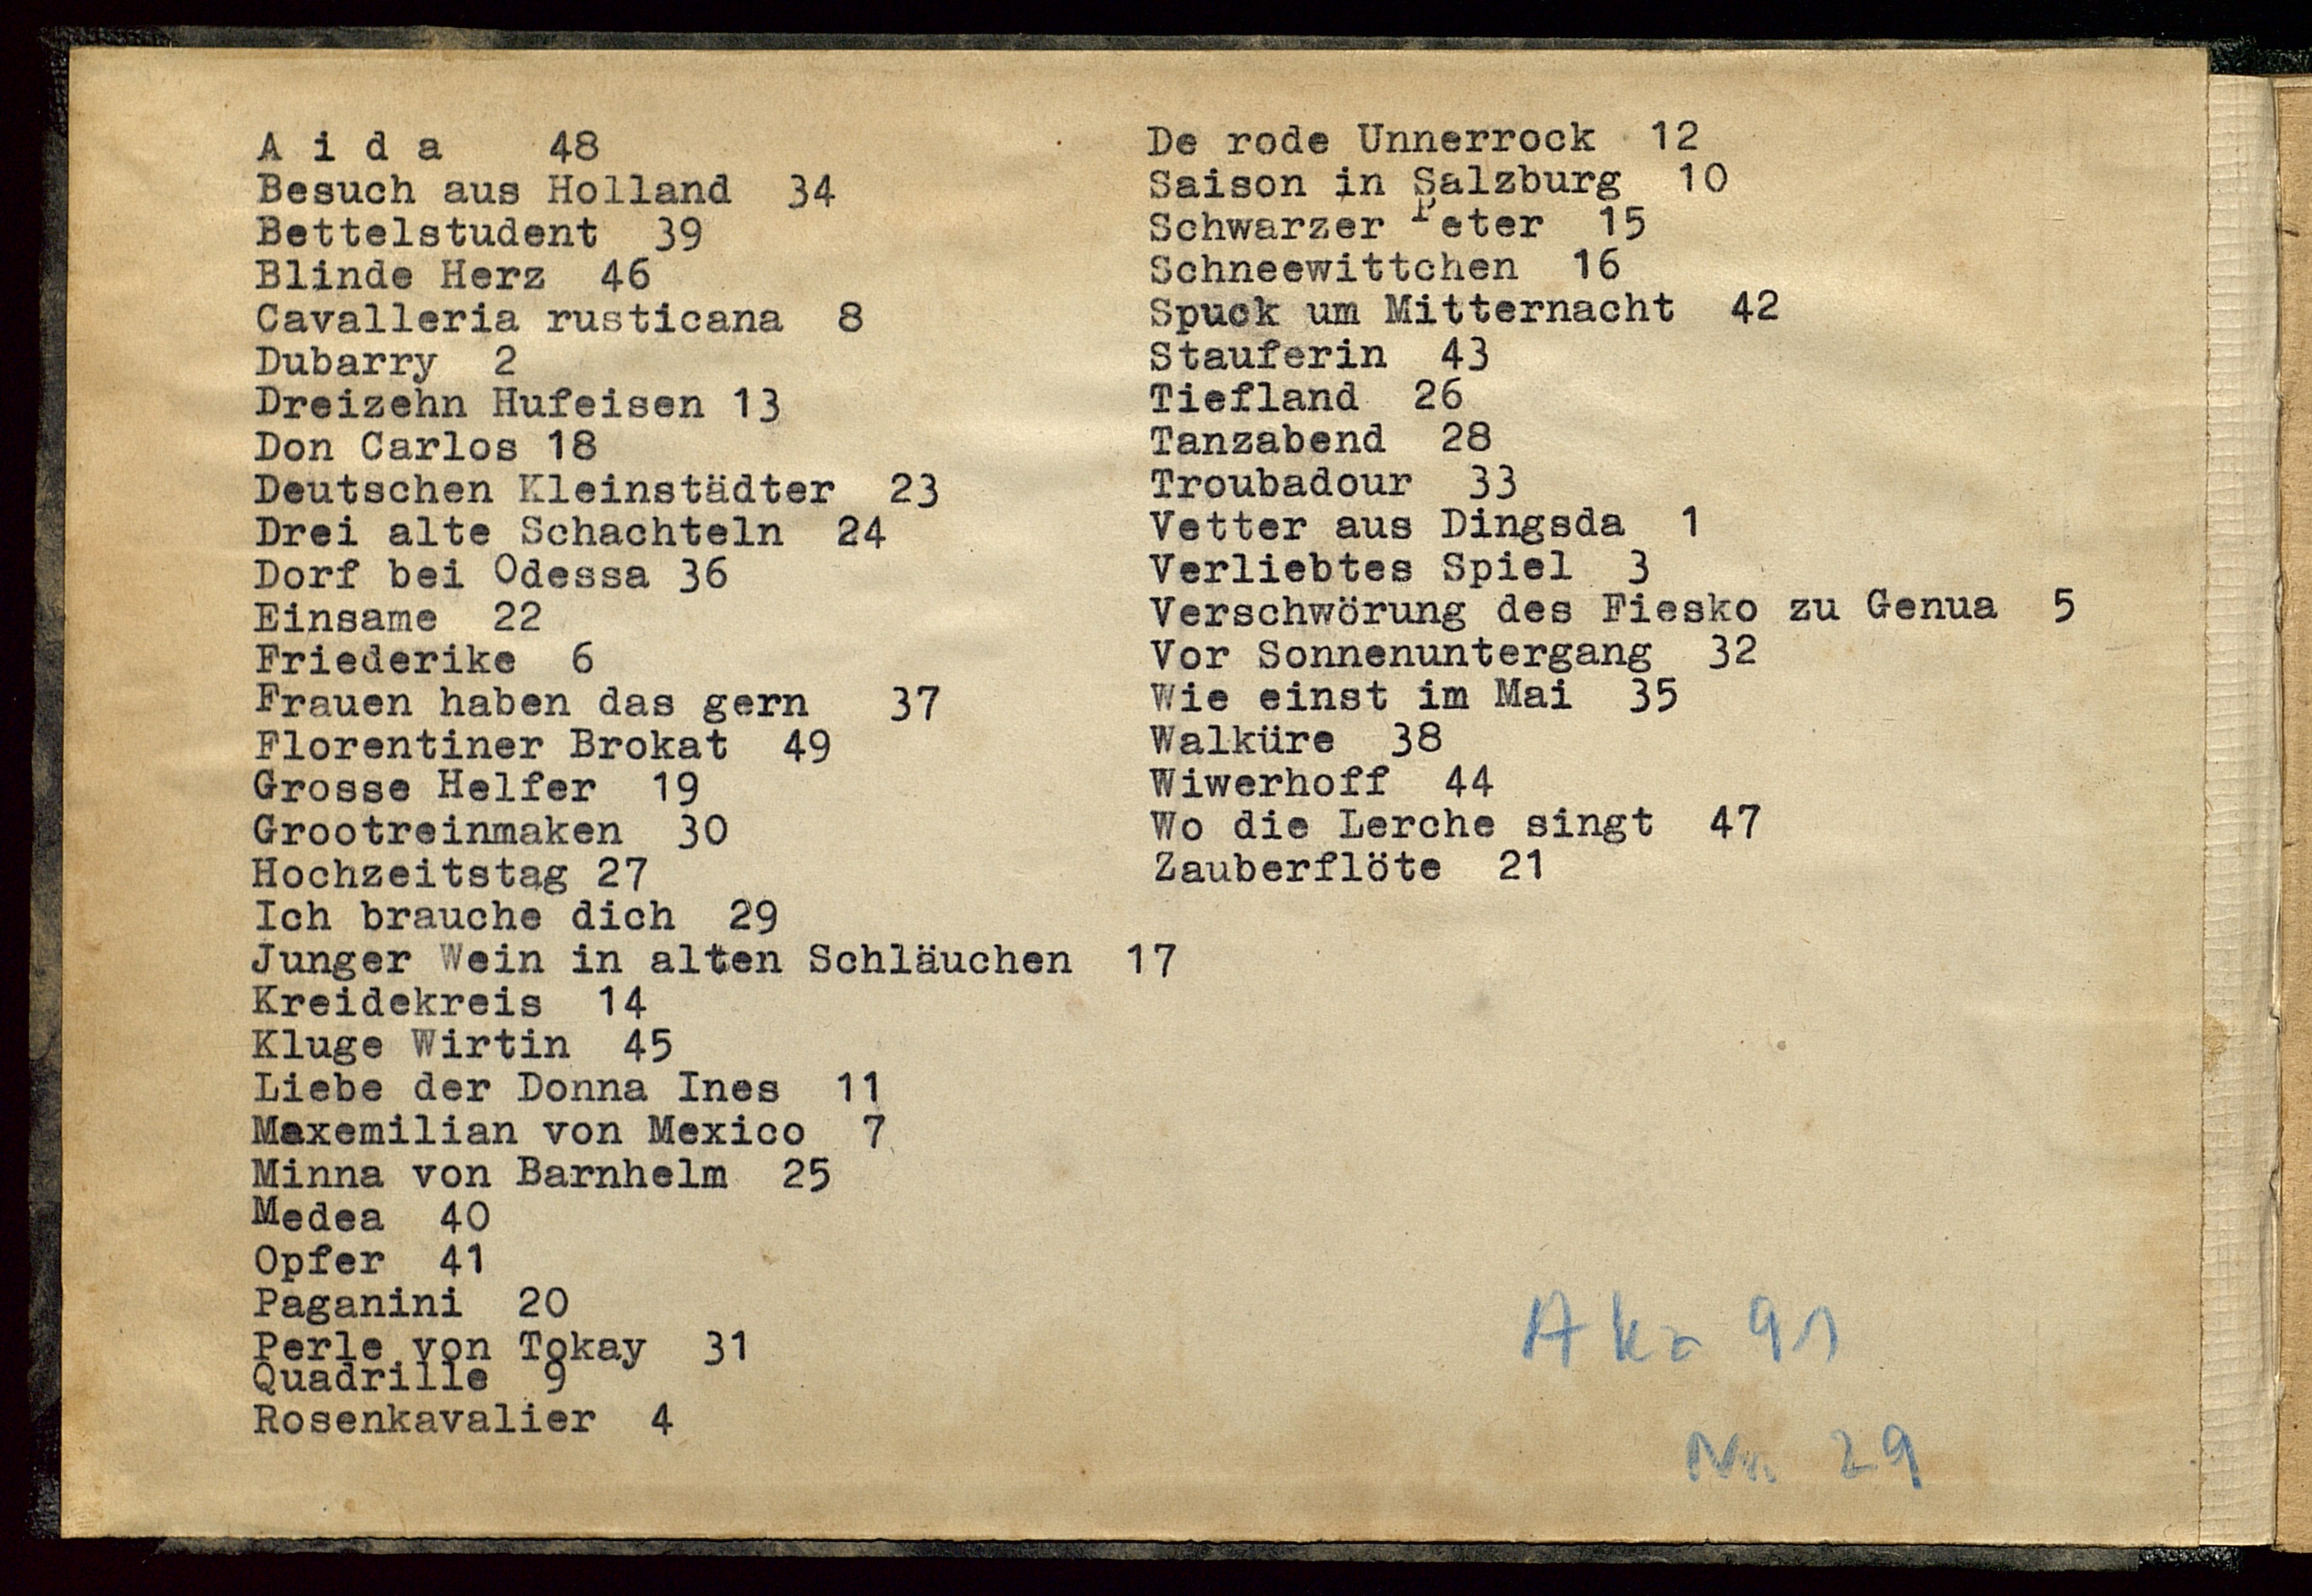 A i d a 48
Besuch aus Holland 34
Bettelstudent 39
Blinde Herz 46
Cavalleria rusticana 8
Dubarry 2
Dreizehn Hufeisen 13
Don Carlos 18
Deutschen Kleinstädter 23
Drei alte Schachteln 24
Dorf bei Odessa 36
Einsame 22
Friederike 6
Frauen haben das gern 37
Florentiner Brokat 49
Grosse Helfer 19
Grootreinmaken 30
Hochzeitstag 27
Ich brauche dich 29
Junger Wein in alten Schläuchen 17
Kreidekreis 14
Kluge Wirtin 45
Liebe der Donna Ines 11
Maxemilian von Mexico 7
Minna von Barnhelm 25
Medea 40
Opfer 41
Paganini 20
Perle von Tokay 31
Quadrille 9
Rosenkavalier 4
De rode Unnerrock 12
Saison in Salzburg 10
Schwarzer Peter 15
Schneewittchen 16
Spuck um Mitternacht 42
Stauferin 43
Tiefland 26
Tanzabend 28
Troubadour 33
Vetter aus Dingsda 1
Verliebtes Spiel 3
Verschwörung des Fiesko zu Genua 5
Vor Sonnenuntergang 32
Wie einst im Mai 35
Walküre 38
Wiwerhoff 44
Wo die Lerche singt 47
Zauberflöte 21
29